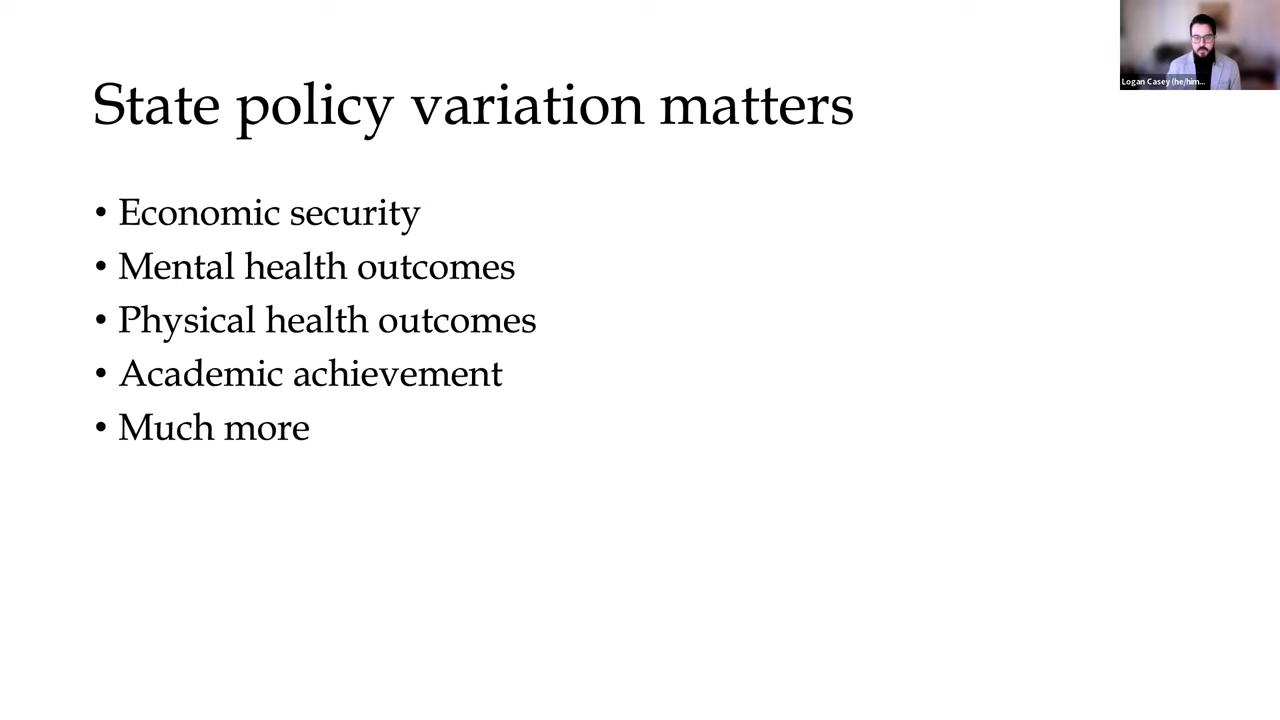 State policy variation matters
• Economic security
• Mental health outcomes
• Physical health outcomes
• Academic achievement
• Much more
Logan Casey (he/him...